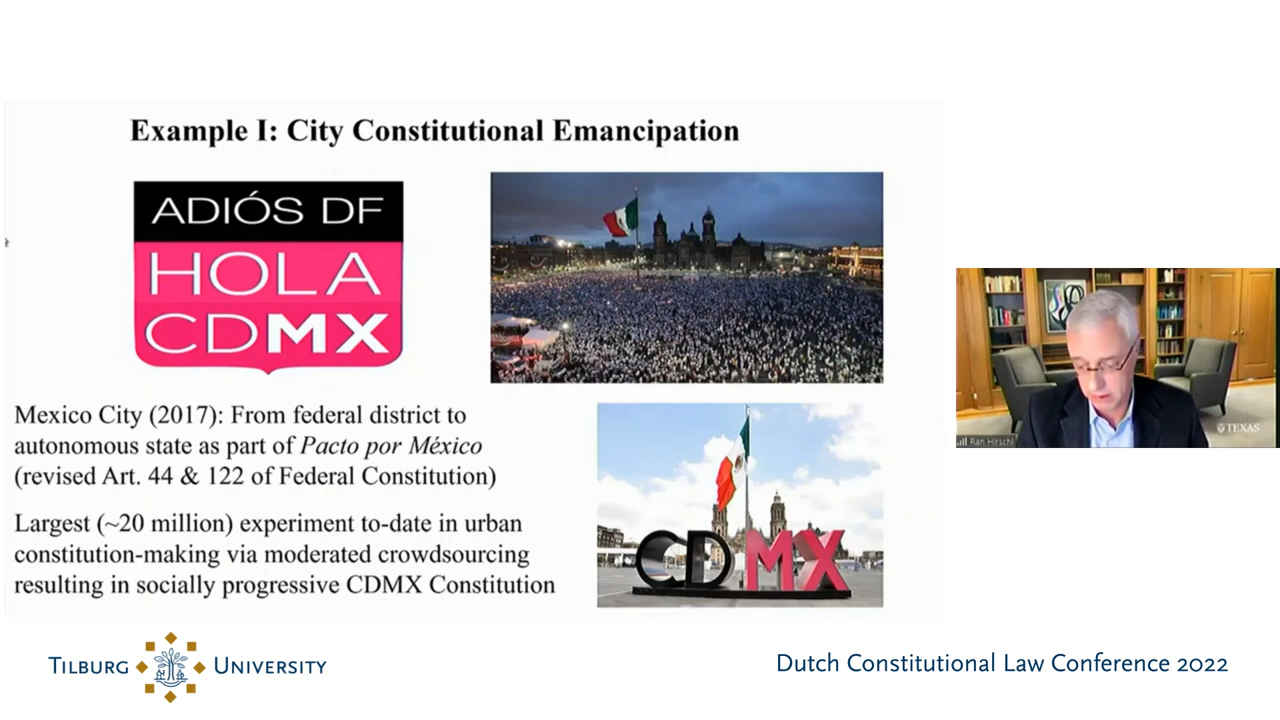 Example I: City Constitutional Emancipation
ADIÓS DF
HOLA
CDMX
Mexico City (2017): From federal district to
autonomous state as part of Pacto por México
(revised Art. 44 & 122 of Federal Constitution)
Largest (~20 million) experiment to-date in urban
constitution-making via moderated crowdsourcing
resulting in socially progressive CDMX Constitution
CDMX
TEXAS
Ran Hirschl
TILBURG UNIVERSITY
Dutch Constitutional Law Conference 2022